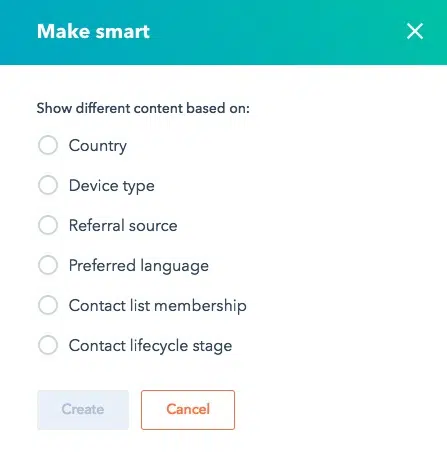 Make smart
Show different content based on:
Country
Device type
Referral source
Preferred language
Contact list membership
Contact lifecycle stage
Create
Cancel